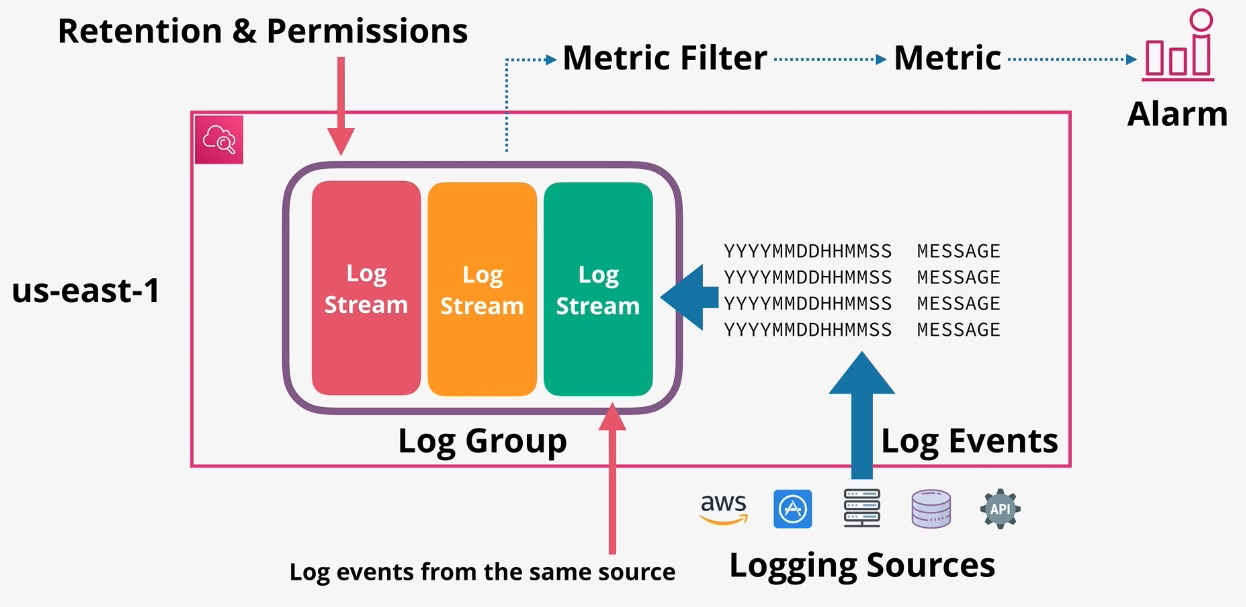 Retention & Permissions
Metric Filter
Metric
Alarm
us-east-1
Log
Stream
Log
Stream
Log
Stream
YYYYMMDDHHMMSS MESSAGE
YYYYMMDDHHMMSS MESSAGE
YYYYMMDDHHMMSS MESSAGE
YYYYMMDDHHMMSS MESSAGE
Log Group
Log Events
aws
API
Log events from the same source
Logging Sources